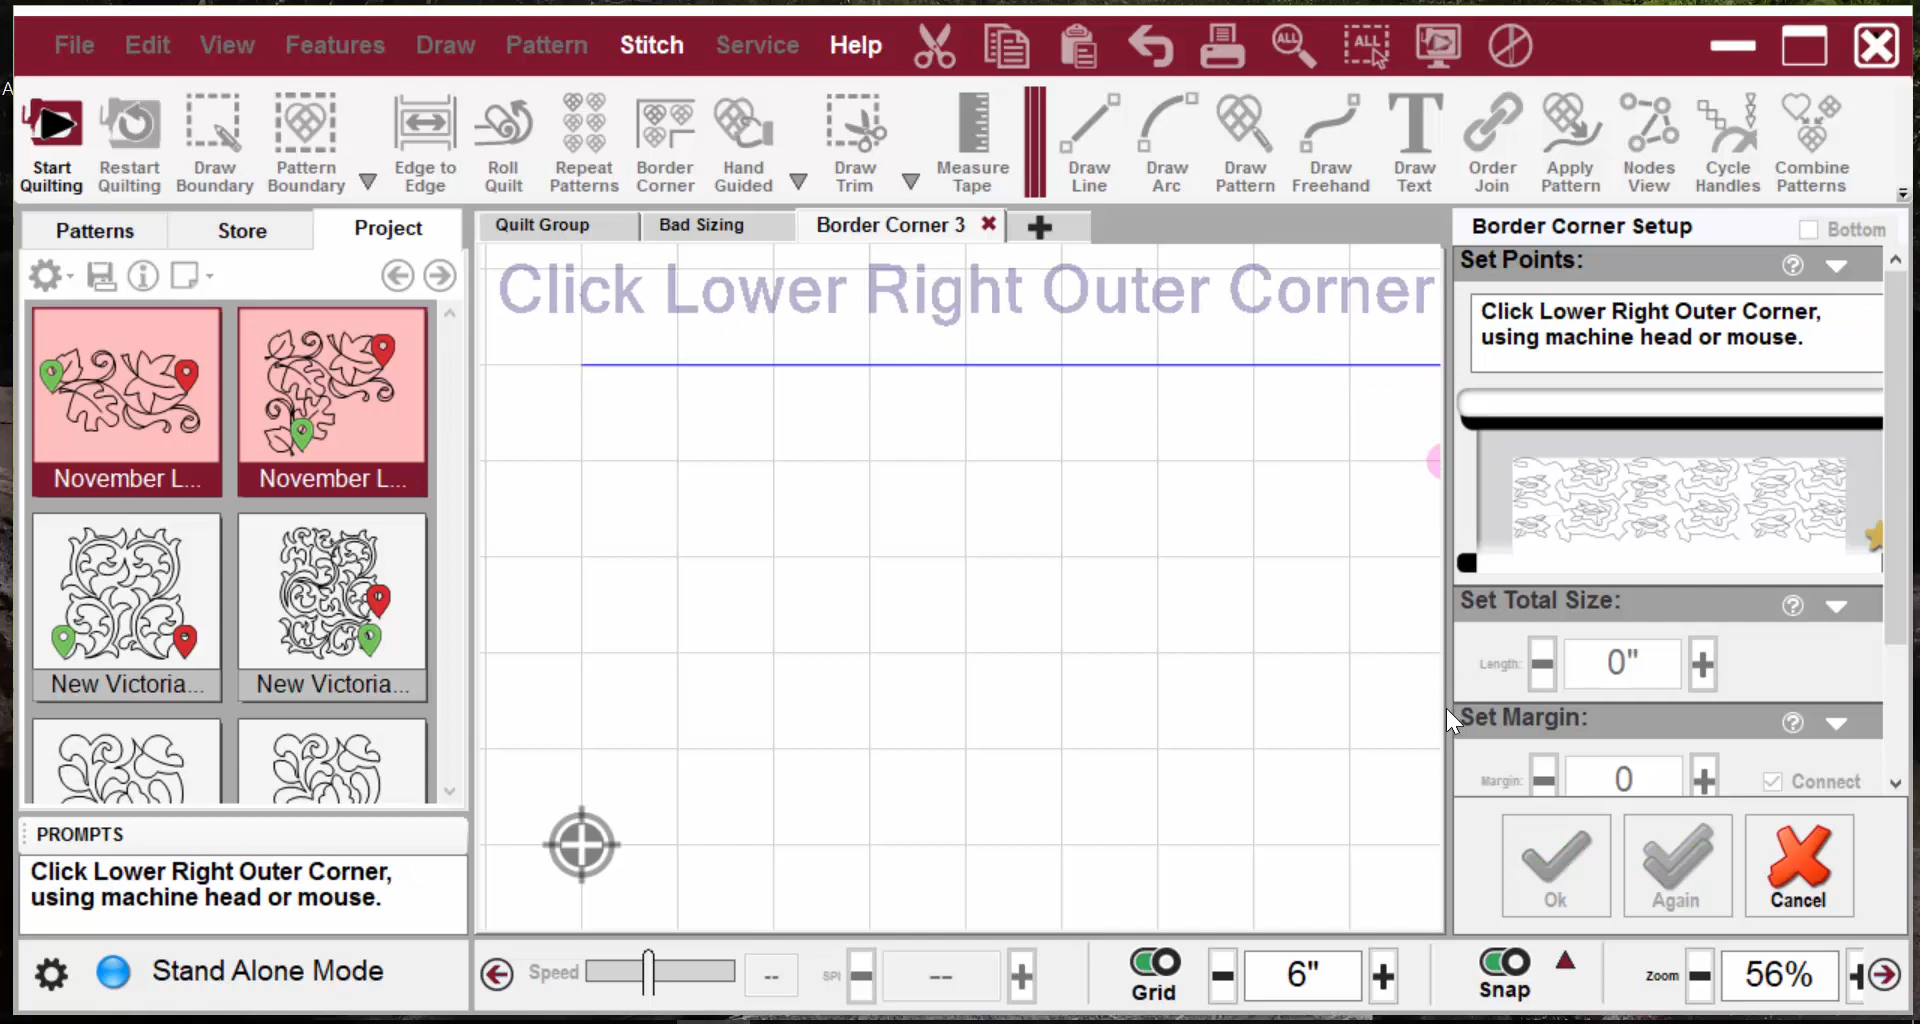 File Edit View Features Draw Pattern Stitch Service Help ALL ALL
A
Start Quilting
Restart Quilting
Draw Boundary
Pattern Boundary
Edge to Edge
Roll Quilt
Repeat Patterns
Border Corner
Hand Guided
Draw Trim
Measure Tape
Draw Line
Draw Arc
Draw Pattern
Draw Freehand
Draw Text
Order Join
Apply Pattern
Nodes View
Cycle Handles
Combine Patterns
Patterns Store Project
November L...
November L...
New Victoria...
New Victoria...
PROMPTS
Click Lower Right Outer Corner,
using machine head or mouse.
Stand Alone Mode
Quilt Group Bad Sizing Border Corner 3
Click Lower Right Outer Corner
Border Corner Setup Bottom
Set Points:
Click Lower Right Outer Corner,
using machine head or mouse.
Set Total Size:
Length: 0"
Set Margin:
Margin: 0 Connect
Ok Again Cancel
Speed -- SPI -- Grid 6" Snap Zoom 56%